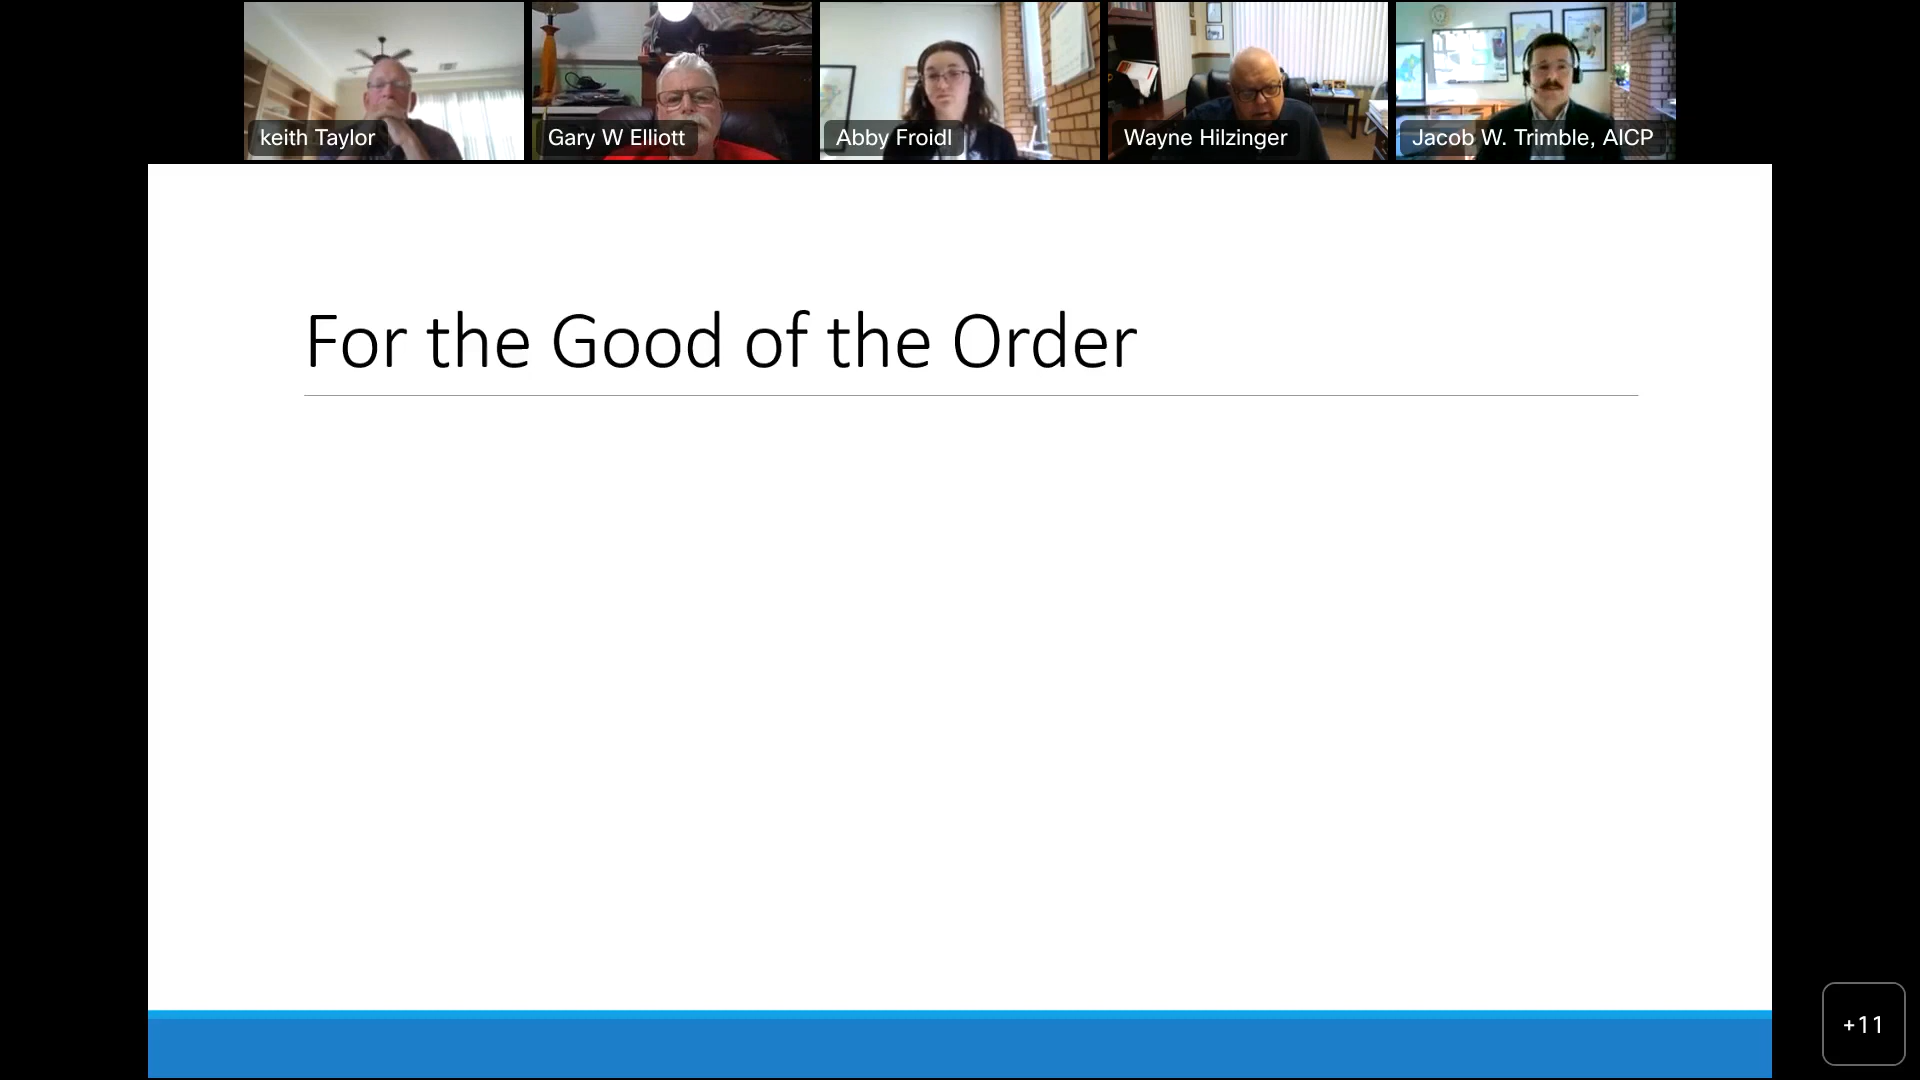 keith Taylor
Gary W Elliott
Abby Froidl
Wayne Hilzinger
Jacob W. Trimble, AICP
For the Good of the Order
+11